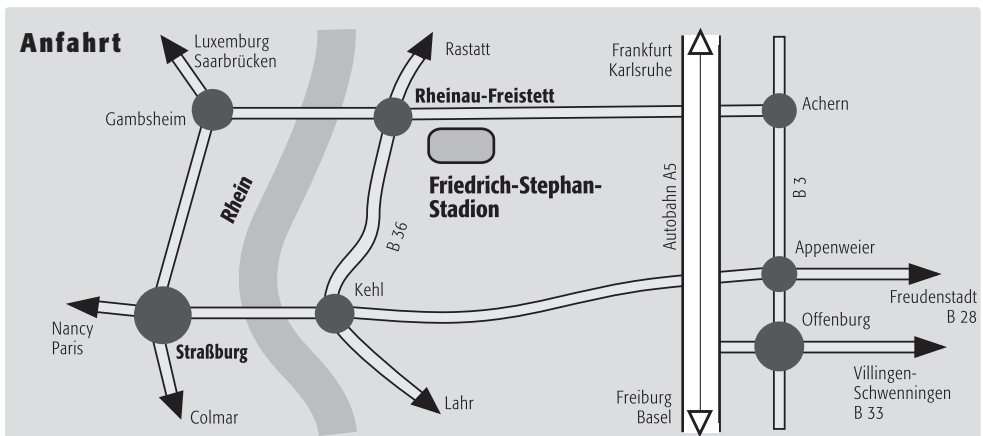 Anfahrt
Luxemburg
Saarbrücken
Rastatt
Frankfurt
Karlsruhe
Gambsheim
Rheinau-Freistett
Achern
Friedrich-Stephan-
Stadion
Rhein
Autobahn A5
B 3
B 36
Appenweier
Kehl
Freudenstadt
B 28
Nancy
Paris
Straßburg
Offenburg
Villingen-
Schwenningen
B 33
Freiburg
Basel
Lahr
Colmar